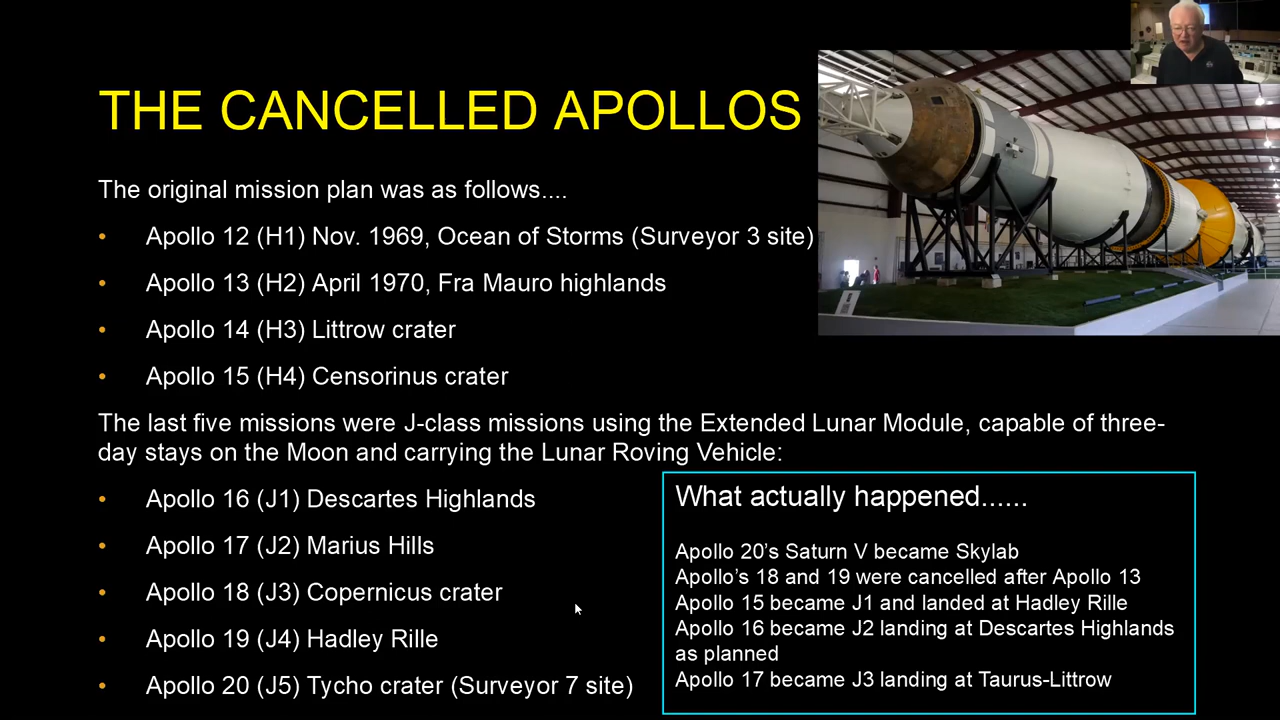 THE CANCELLED APOLLOS
The original mission plan was as follows....
• Apollo 12 (H1) Nov. 1969, Ocean of Storms (Surveyor 3 site)
• Apollo 13 (H2) April 1970, Fra Mauro highlands
• Apollo 14 (H3) Littrow crater
• Apollo 15 (H4) Censorinus crater
The last five missions were J-class missions using the Extended Lunar Module, capable of three-
day stays on the Moon and carrying the Lunar Roving Vehicle:
• Apollo 16 (J1) Descartes Highlands
• Apollo 17 (J2) Marius Hills
• Apollo 18 (J3) Copernicus crater
• Apollo 19 (J4) Hadley Rille
• Apollo 20 (J5) Tycho crater (Surveyor 7 site)
What actually happened......
Apollo 20’s Saturn V became Skylab
Apollo’s 18 and 19 were cancelled after Apollo 13
Apollo 15 became J1 and landed at Hadley Rille
Apollo 16 became J2 landing at Descartes Highlands
as planned
Apollo 17 became J3 landing at Taurus-Littrow